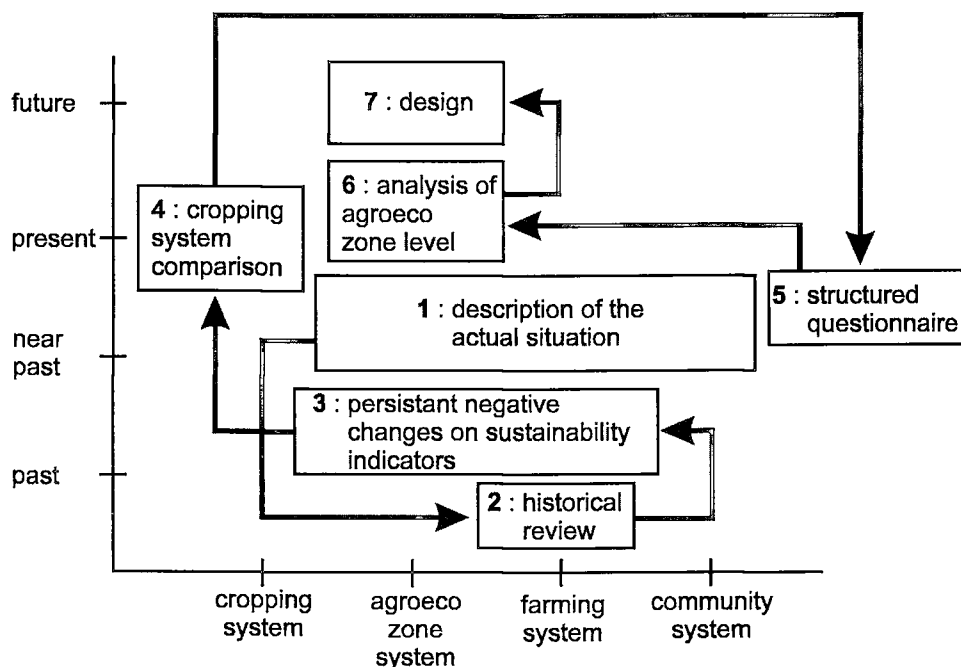 future
present
near
past
past
7 : design
6 : analysis of
agroeco
zone level
4 : cropping
system
comparison
5 : structured
questionnaire
1 : description of the
actual situation
3 : persistant negative
changes on sustainability
indicators
2 : historical
review
cropping
system
agroeco
zone
system
farming
system
community
system